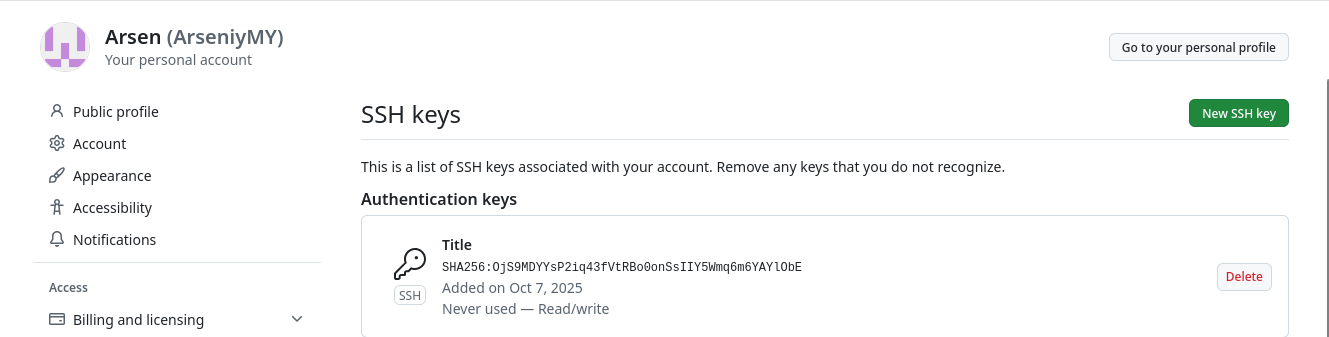 Arsen (ArseniyMY)
Your personal account
Go to your personal profile
Public profile
Account
Appearance
Accessibility
Notifications
Access
Billing and licensing
SSH keys
New SSH key
This is a list of SSH keys associated with your account. Remove any keys that you do not recognize.
Authentication keys
Title
SHA256:OjS9MDYYsP2iq43fVtRBo0onSsIIY5Wmq6m6YAYlObE
SSH
Added on Oct 7, 2025
Never used — Read/write
Delete